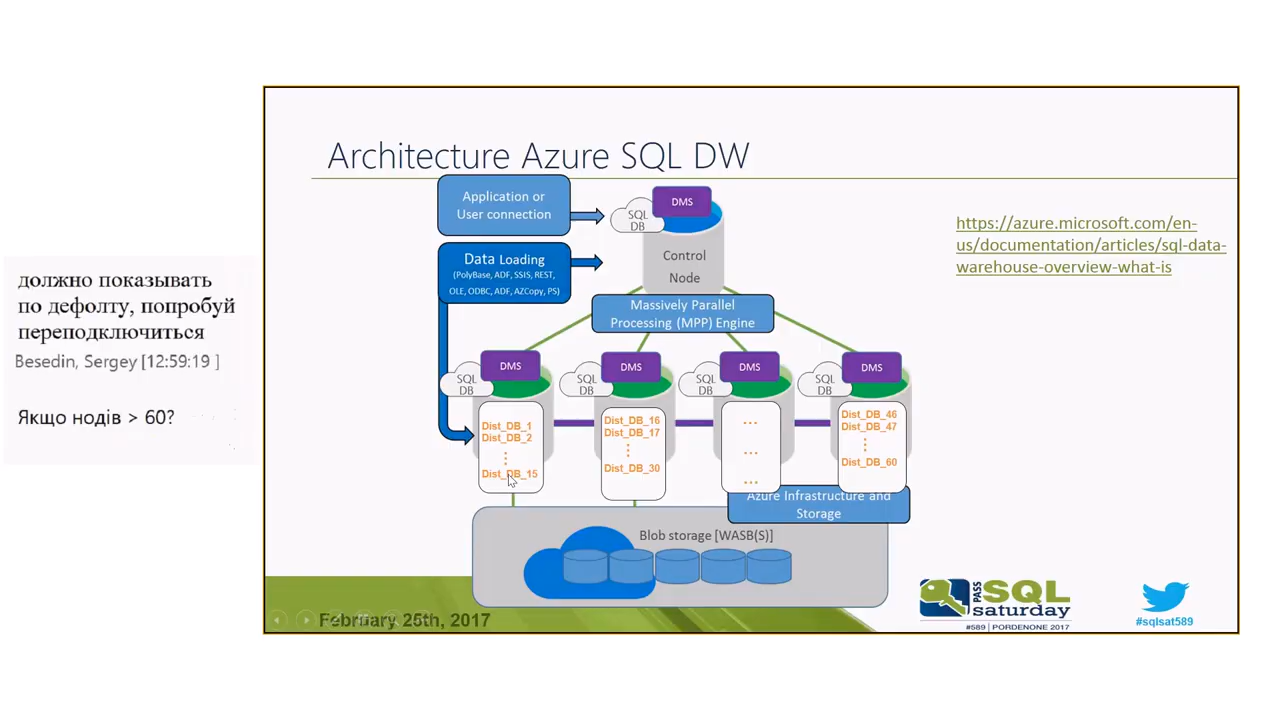 должно показывать
по дефолту, попробуй
переподключиться
Besedin, Sergey [12:59:19 ]
Якщо нодів > 60?
Architecture Azure SQL DW
Application or
User connection
Data Loading
(PolyBase, ADF, SSIS, REST,
OLE, ODBC, ADF, AZCopy, PS)
SQL
DB
DMS
Control
Node
Massively Parallel
Processing (MPP) Engine
https://azure.microsoft.com/en-
us/documentation/articles/sql-data-
warehouse-overview-what-is
SQL
DB
DMS
Dist_DB_1
Dist_DB_2
⋮
Dist_DB_15
SQL
DB
DMS
Dist_DB_16
Dist_DB_17
⋮
Dist_DB_30
SQL
DB
DMS
...
...
...
SQL
DB
DMS
Dist_DB_46
Dist_DB_47
⋮
Dist_DB_60
Azure Infrastructure and
Storage
Blob storage [WASB(S)]
February 25th, 2017
PASS
SQL
saturday
#589 | PORDENONE 2017
#sqlsat589